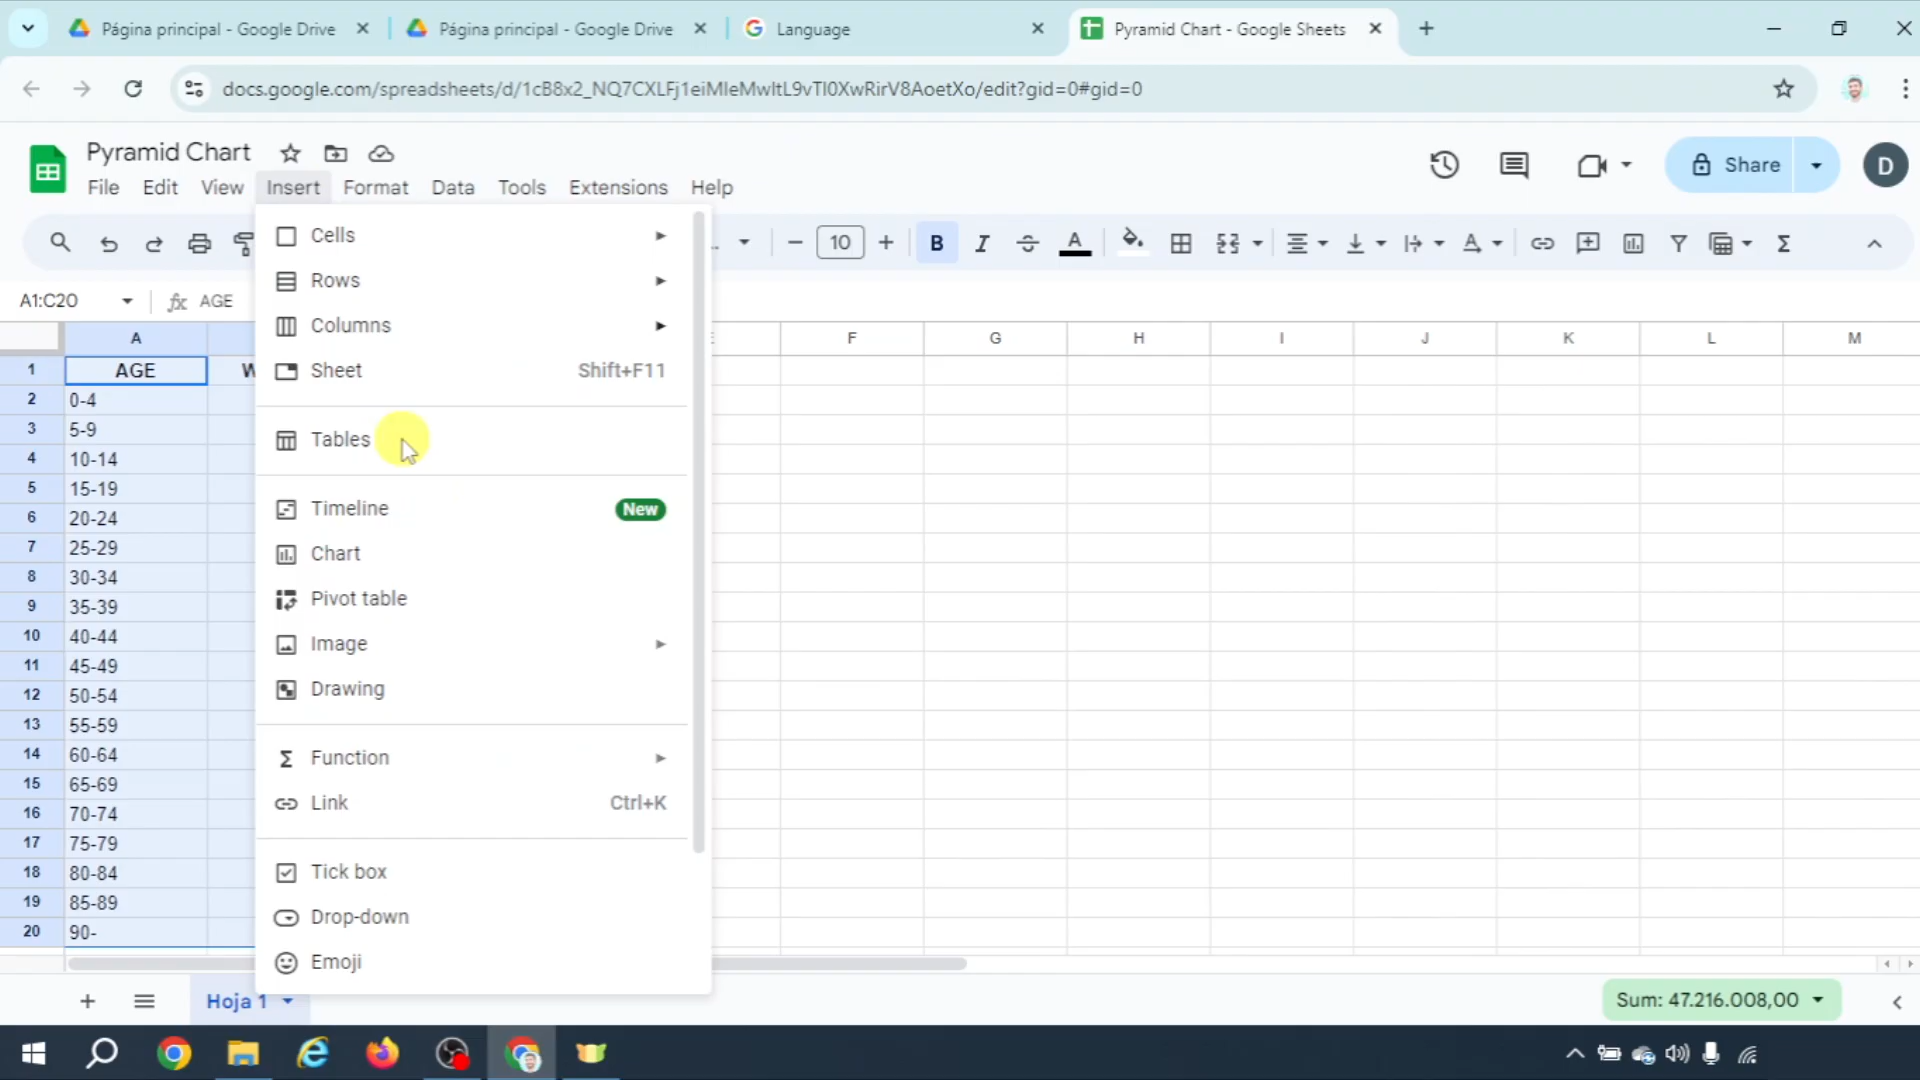 Página principal - Google Drive
Página principal - Google Drive
Language
Pyramid Chart - Google Sheets
docs.google.com/spreadsheets/d/1cB8x2_NQ7CXLFj1eiMIeMwItL9vTI0XwRirV8AoetXo/edit?gid=0#gid=0
Pyramid Chart
File Edit View Insert Format Data Tools Extensions Help
Share
D
10
A1:C20
AGE
Cells
Rows
Columns
Sheet Shift+F11
Tables
Timeline New
Chart
Pivot table
Image
Drawing
Function
Link Ctrl+K
Tick box
Drop-down
Emoji
A F G H I J K L M
1 AGE W
2 0-4
3 5-9
4 10-14
5 15-19
6 20-24
7 25-29
8 30-34
9 35-39
10 40-44
11 45-49
12 50-54
13 55-59
14 60-64
15 65-69
16 70-74
17 75-79
18 80-84
19 85-89
20 90-
Hoja 1
Sum: 47.216.008,00